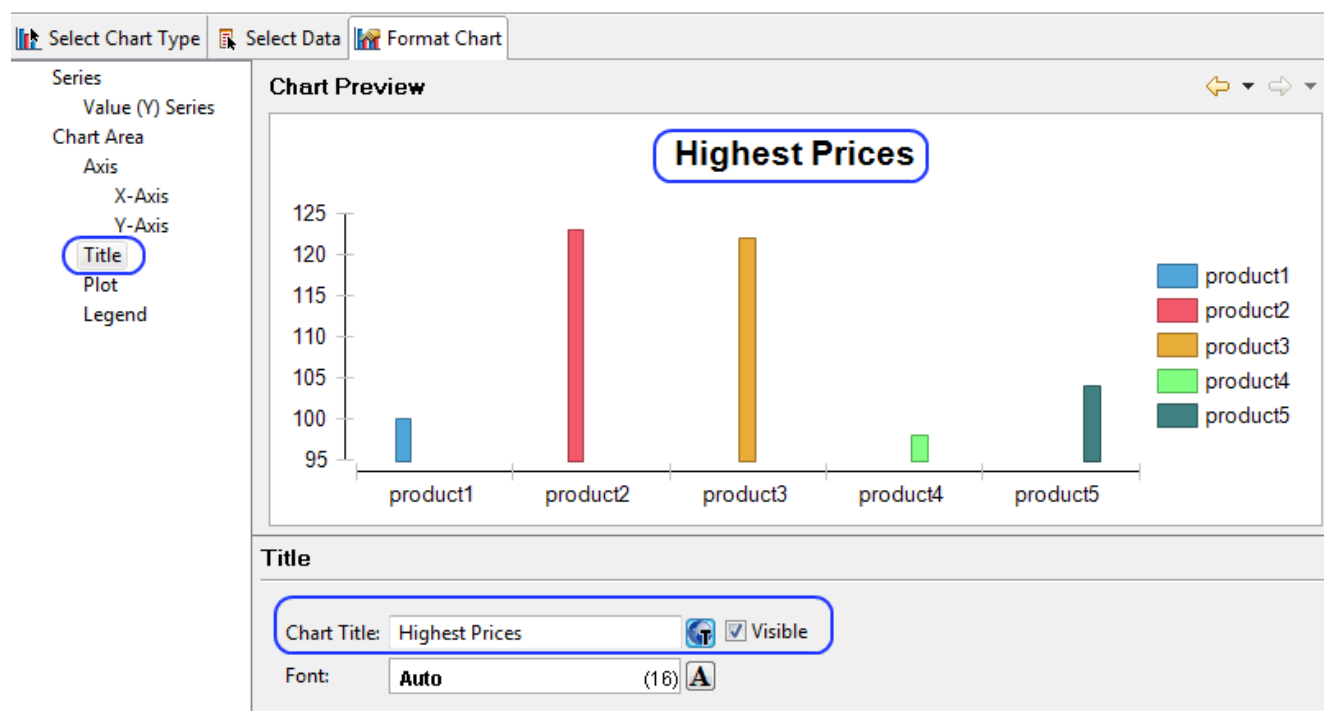 Select Chart Type Select Data Format Chart
Series
Value (Y) Series
Chart Area
Axis
X-Axis
Y-Axis
Title
Plot
Legend
Chart Preview
Highest Prices
125
120
115
110
105
100
95
product1 product2 product3 product4 product5
product1
product2
product3
product4
product5
Title
Chart Title: Highest Prices T Visible
Font: Auto (16) A